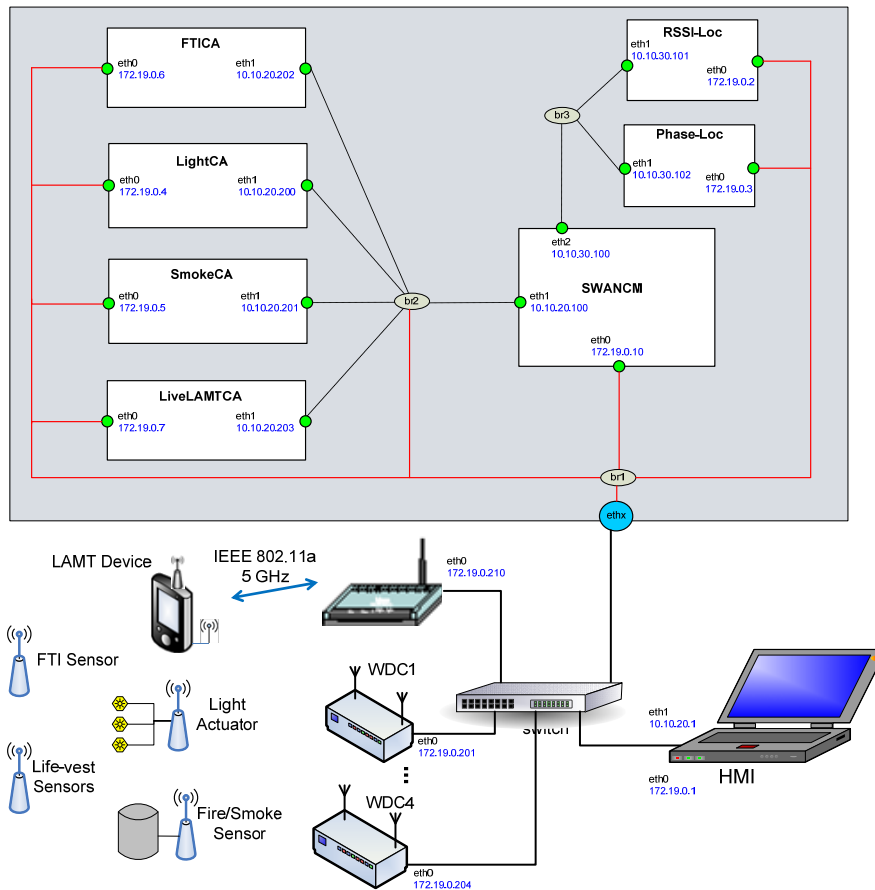 FTICA
eth0
172.19.0.6
eth1
10.10.20.202
LightCA
eth0
172.19.0.4
eth1
10.10.20.200
SmokeCA
eth0
172.19.0.5
eth1
10.10.20.201
LiveLAMTCA
eth0
172.19.0.7
eth1
10.10.20.203
br2
RSSI-Loc
eth1
10.10.30.101
eth0
172.19.0.2
br3
Phase-Loc
eth1
10.10.30.102
eth0
172.19.0.3
eth2
10.10.30.100
SWANCM
eth1
10.10.20.100
eth0
172.19.0.10
br1
ethx
LAMT Device
IEEE 802.11a
5 GHz
eth0
172.19.0.210
FTI Sensor
Light
Actuator
Life-vest
Sensors
Fire/Smoke
Sensor
WDC1
eth0
172.19.0.201
WDC4
eth0
172.19.0.204
switch
eth1
10.10.20.1
HMI
eth0
172.19.0.1